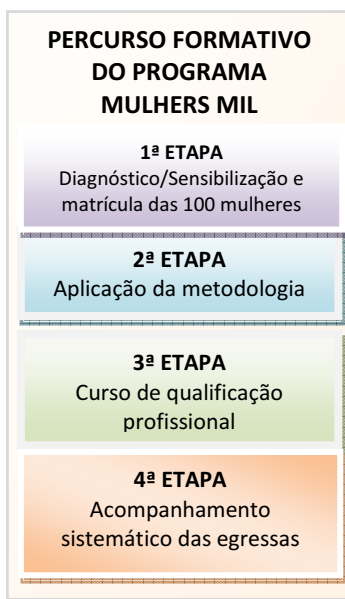 PERCURSO FORMATIVO
DO PROGRAMA
MULHERS MIL
1ª ETAPA
Diagnóstico/Sensibilização e
matrícula das 100 mulheres
2ª ETAPA
Aplicação da metodologia
3ª ETAPA
Curso de qualificação
profissional
4ª ETAPA
Acompanhamento
sistemático das egressas